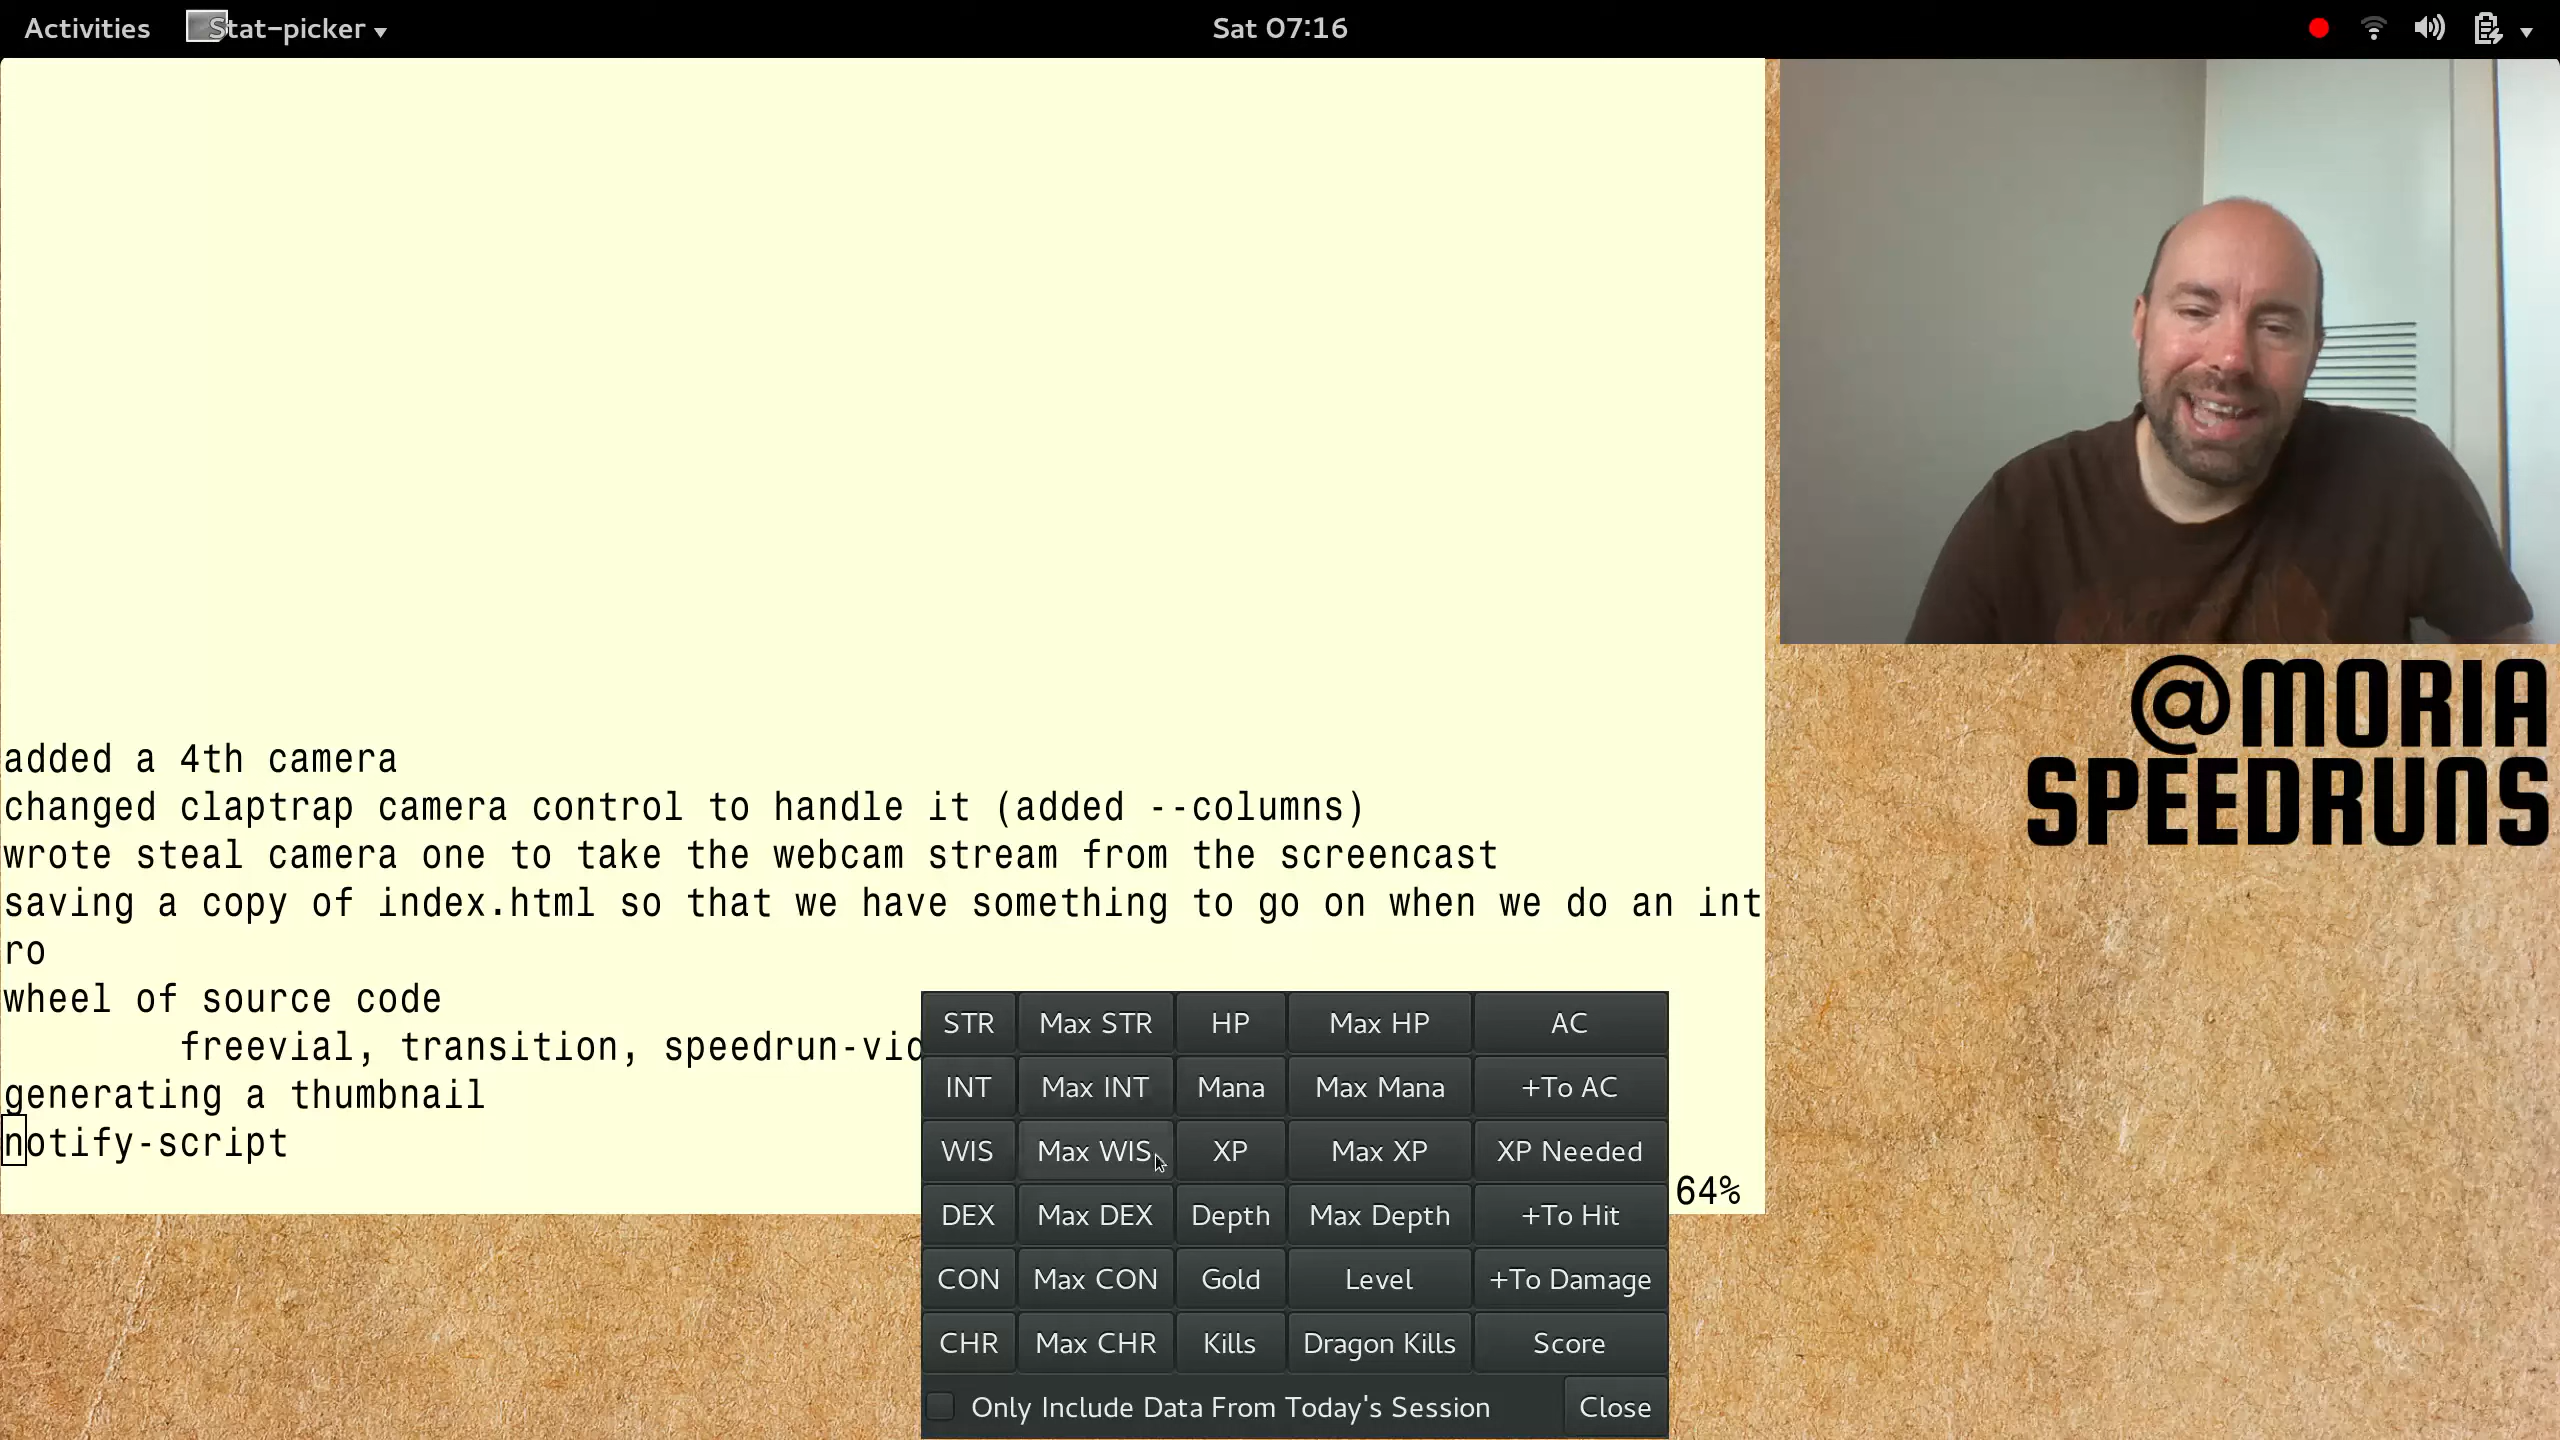 Activities Stat-picker Sat 07:16
added a 4th camera
changed claptrap camera control to handle it (added --columns)
wrote steal camera one to take the webcam stream from the screencast
saving a copy of index.html so that we have something to go on when we do an int
ro
wheel of source code
freevial, transition, speedrun-vid
generating a thumbnail
notify-script
64%
STR Max STR HP Max HP AC
INT Max INT Mana Max Mana +To AC
WIS Max WIS XP Max XP XP Needed
DEX Max DEX Depth Max Depth +To Hit
CON Max CON Gold Level +To Damage
CHR Max CHR Kills Dragon Kills Score
Only Include Data From Today's Session Close
@MORIA
SPEEDRUNS